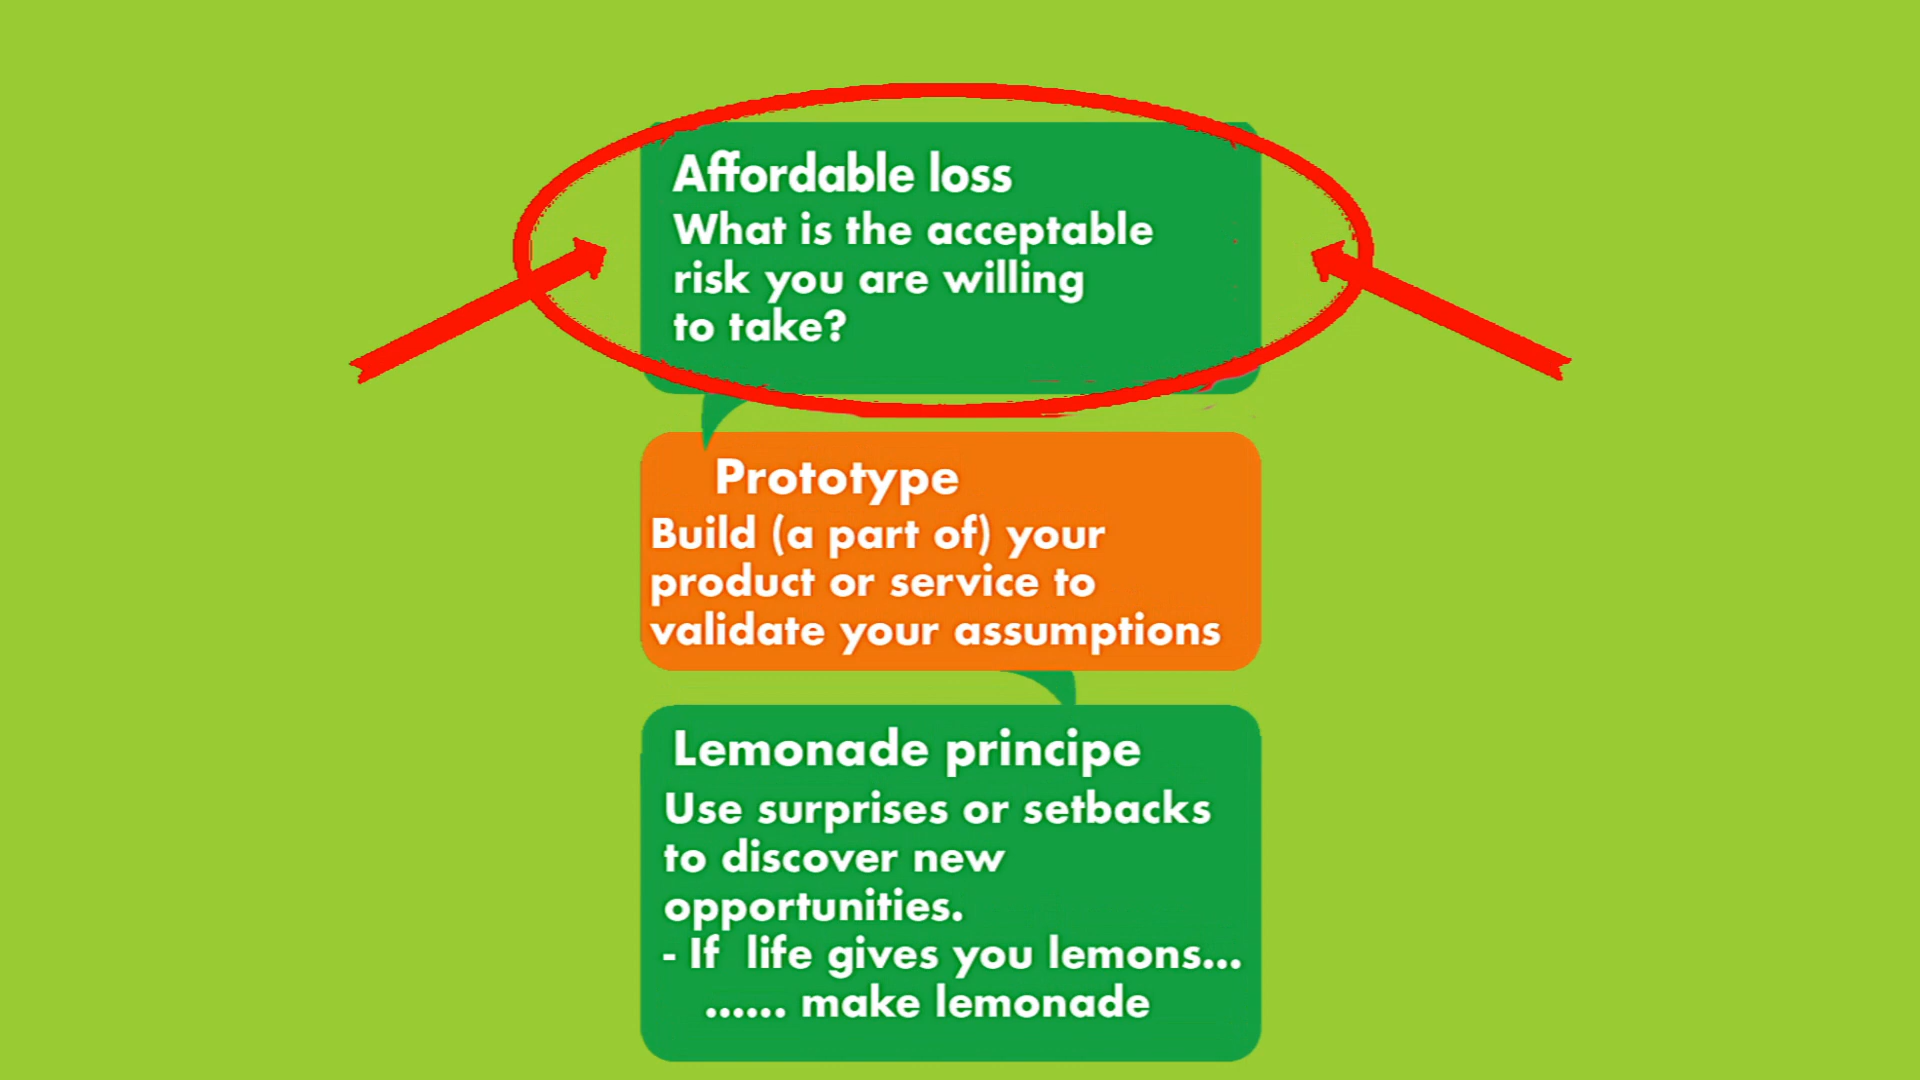 Affordable loss
What is the acceptable
risk you are willing
to take?
Prototype
Build (a part of) your
product or service to
validate your assumptions
Lemonade principe
Use surprises or setbacks
to discover new
opportunities.
- If life gives you lemons...
...... make lemonade